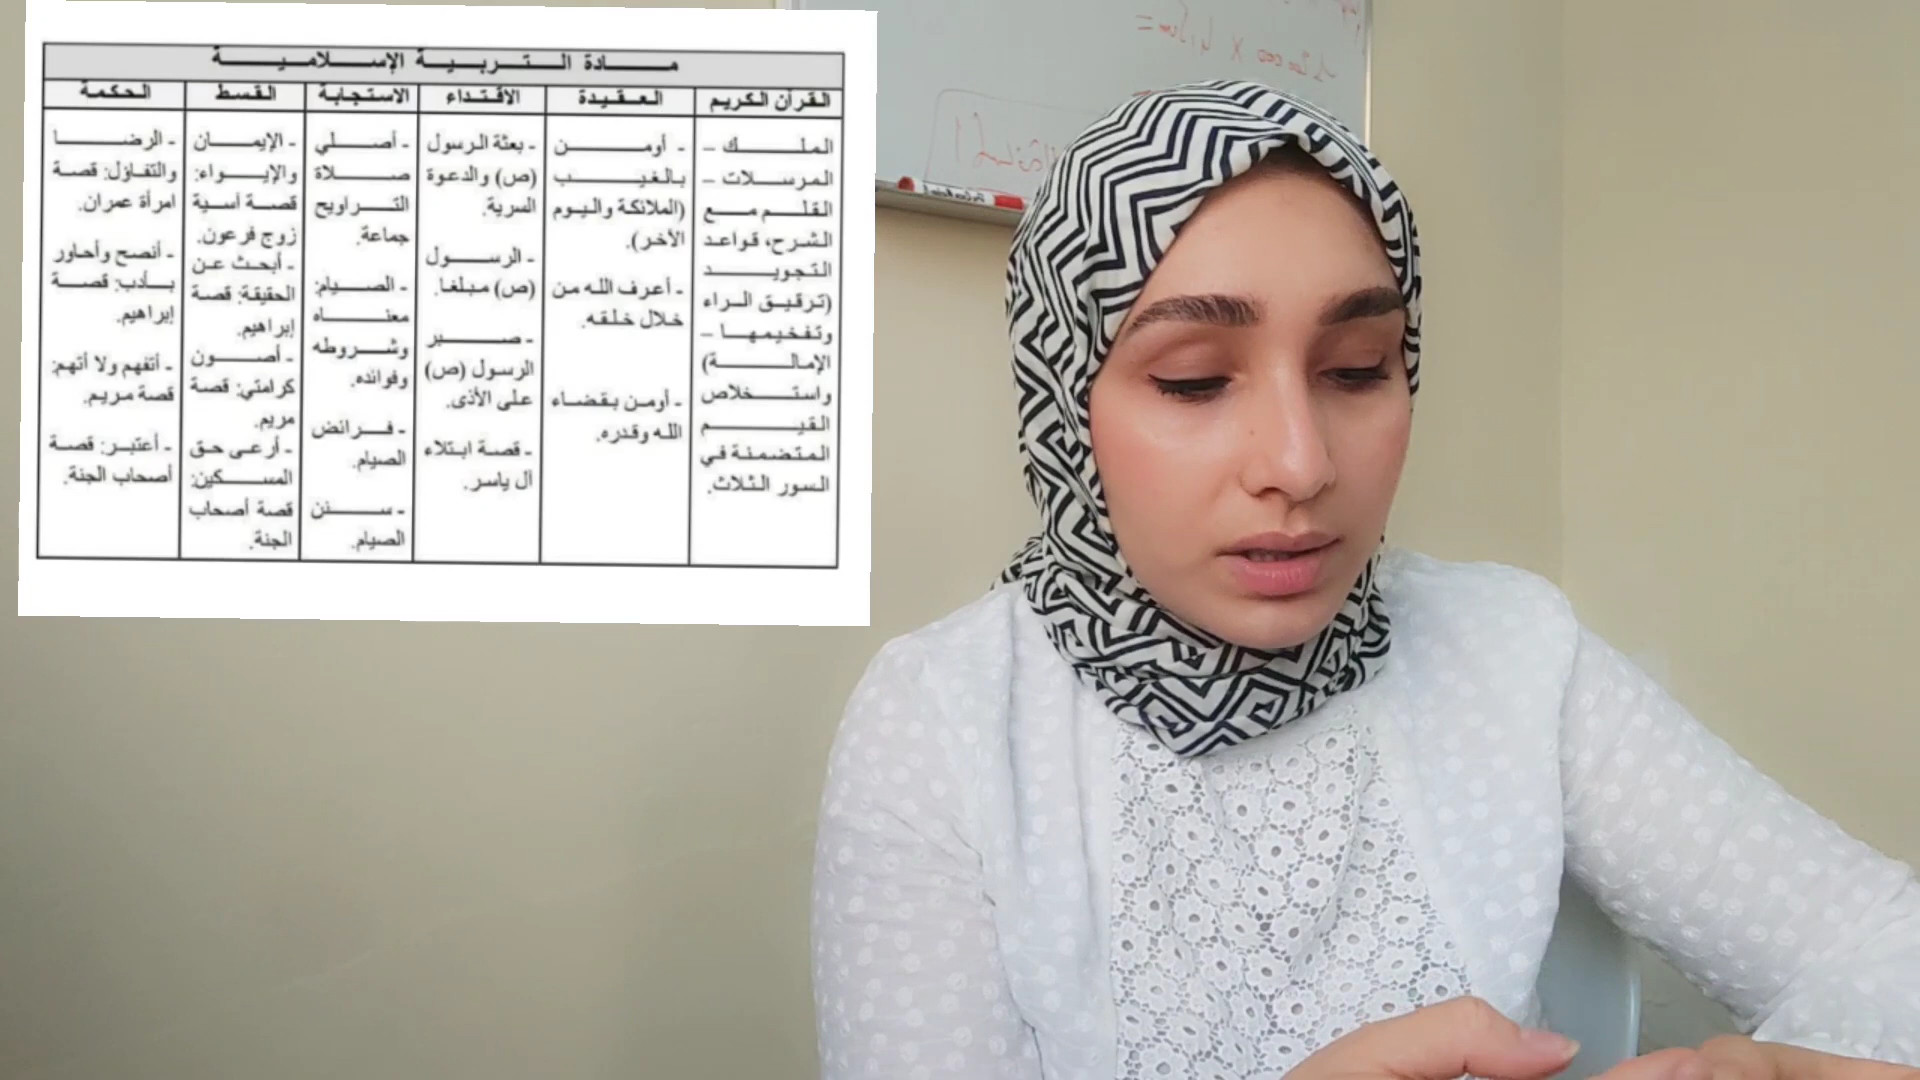 مـــادة الـــتـــربـــيـــة الإســـلامـــيـــة
القرآن الكريم
الملك –
المرسلات –
القلم مع
الشرح، قواعد
التجويد
(ترقيق الراء
وتفخيمها –
الإمالة)
واستخلاص
القيم
المتضمنة في
السور الثلاث.
العقيدة
- أومن
بالغيب
(الملائكة واليوم
الآخر).
- أعرف الله من
خلال خلقه.
- أومن بقضاء
الله وقدره.
الاقتداء
- بعثة الرسول
(ص) والدعوة
السرية.
- الرسول
(ص) مبلغا.
- صبر
الرسول (ص)
على الأذى.
- قصة ابتلاء
آل ياسر.
الاستجابة
- أصلي
صلاة
التراويح
جماعة.
- الصيام:
معناه
وشروطه
وفوائده.
- فرائض
الصيام.
- سنن
الصيام.
القسط
- الإيمان
والإيواء:
قصة آسية
زوج فرعون.
- أبحث عن
الحقيقة: قصة
إبراهيم.
- أصون
كرامتي: قصة
مريم.
- أرعى حق
المسكين:
قصة أصحاب
الجنة.
الحكمة
- الرضا
والتفاؤل: قصة
امرأة عمران.
- أنصح وأحاور
بأدب: قصة
إبراهيم.
- أتفهم ولا أتهم:
قصة مريم.
- أعتبر: قصة
أصحاب الجنة.